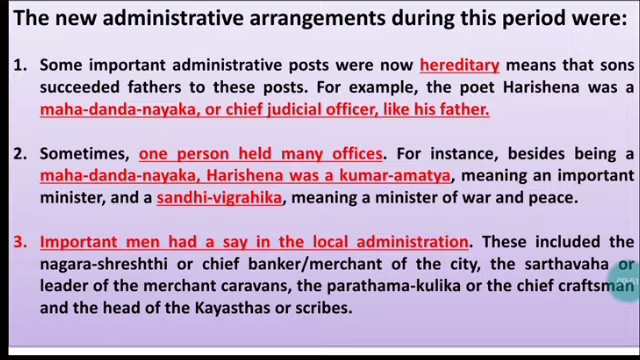 The new administrative arrangements during this period were:
1. Some important administrative posts were now hereditary means that sons
succeeded fathers to these posts. For example, the poet Harishena was a
maha-danda-nayaka, or chief judicial officer, like his father.
2. Sometimes, one person held many offices. For instance, besides being a
maha-danda-nayaka, Harishena was a kumar-amatya, meaning an important
minister, and a sandhi-vigrahika, meaning a minister of war and peace.
3. Important men had a say in the local administration. These included the
nagara-shreshthi or chief banker/merchant of the city, the sarthavaha or
leader of the merchant caravans, the parathama-kulika or the chief craftsman
and the head of the Kayasthas or scribes.